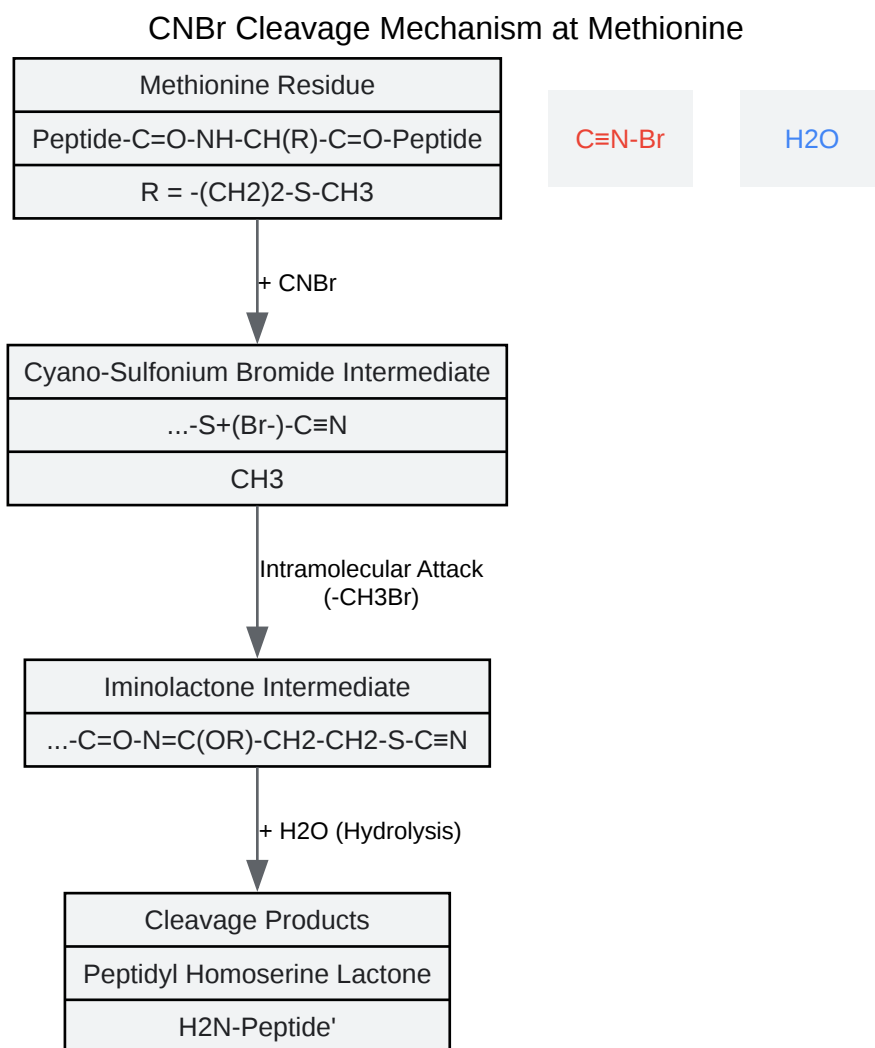 CNBr Cleavage Mechanism at Methionine
Methionine Residue
Peptide-C=O-NH-CH(R)-C=O-Peptide
R = -(CH2)2-S-CH3
C≡N-Br
H2O
+ CNBr
Cyano-Sulfonium Bromide Intermediate
...-S+(Br-)-C≡N
CH3
Intramolecular Attack
(-CH3Br)
Iminolactone Intermediate
...-C=O-N=C(OR)-CH2-CH2-S-C≡N
+ H2O (Hydrolysis)
Cleavage Products
Peptidyl Homoserine Lactone
H2N-Peptide'